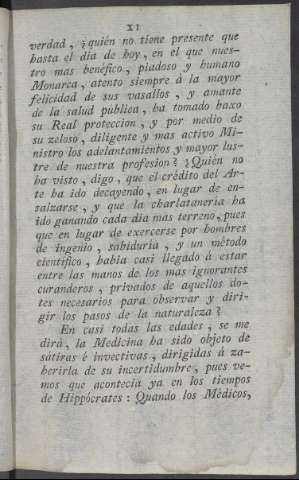 XI
verdad, ¿quién no tiene presente que
hasta el dia de hoy, en el que nues-
tro mas benéfico, piadoso y humano
Monarca, atento siempre á la mayor
felicidad de sus vasallos, y amante
de la salud pública, ha tomado baxo
su Real proteccion, y por medio de
su zeloso, diligente y mas activo Mi-
nistro los adelantamientos y mayor lus-
tre de nuestra profesion? ¿Quién no
ha visto, digo, que el crédito del Ar-
te ha ido decayendo, en lugar de en-
salzarse, y que la charlataneria ha
ido ganando cada dia mas terreno, pues
que en lugar de exercerse por hombres
de ingenio, sabiduria, y un método
cientifico, habia casi llegado á estar
entre las manos de los mas ignorantes
curanderos, privados de aquellos do-
tes necesarios para observar y diri-
gir los pasos de la naturaleza?
En casi todas las edades, se me
dirá, la Medicina ha sido objeto de
sátiras é invectivas, dirigidas á za-
herirla de su incertidumbre, pues ve-
mos que acontecia ya en los tiempos
de Hippócrates: Quando los Médicos,